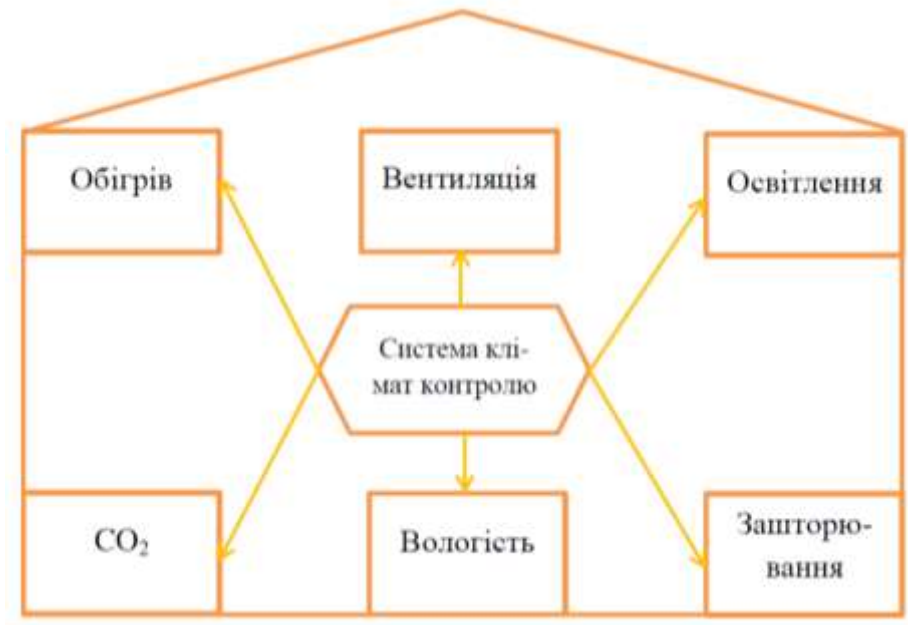 Обігрів
Вентиляція
Освітлення
Система клі-
мат контролю
CO₂
Вологість
Зашторю-
вання